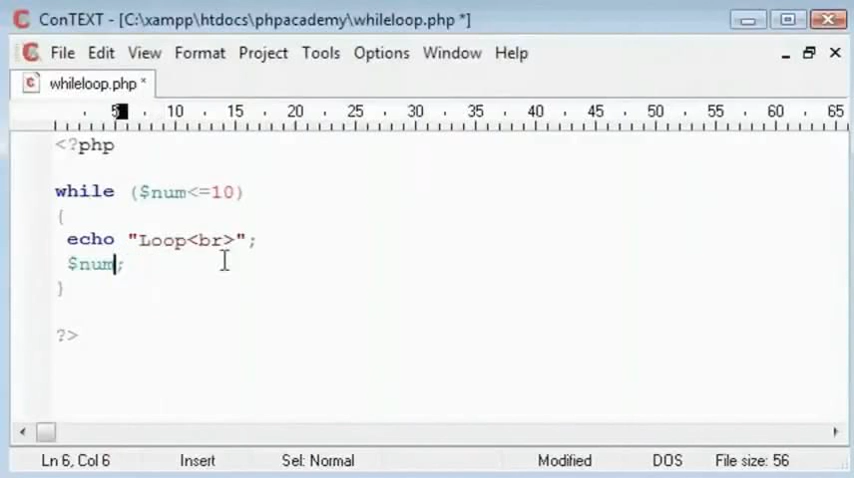 ConTEXT - [C:\xampp\htdocs\phpacademy\whileloop.php *]
File Edit View Format Project Tools Options Window Help
whileloop.php *
5 10 15 20 25 30 35 40 45 50 55 60 65
<?php
while ($num<=10)
{
echo "Loop<br>";
$num;
}
?>
Ln 6, Col 6 Insert Sel: Normal Modified DOS File size: 56